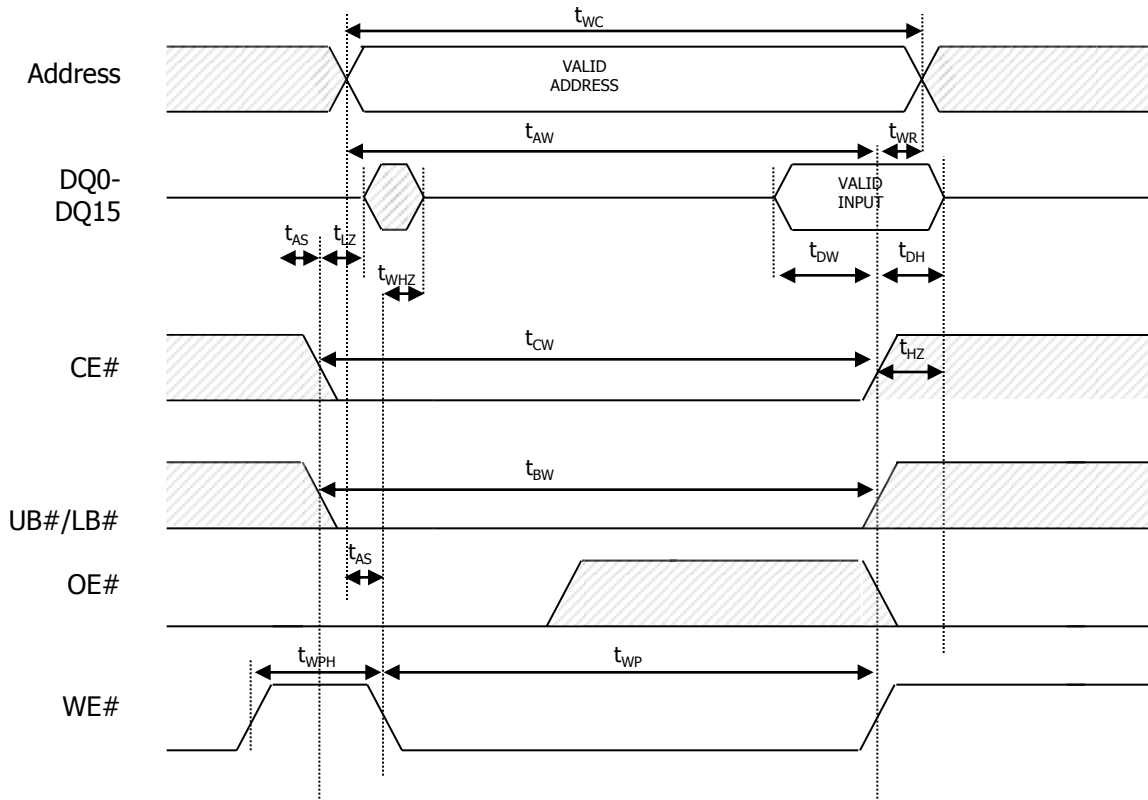 tWC
Address
VALID
ADDRESS
tAW
tWR
DQ0-
DQ15
VALID
INPUT
tAS
tLZ
tDW
tDH
tWHZ
tCW
tHZ
CE#
tBW
UB#/LB#
tAS
OE#
tWPH
tWP
WE#